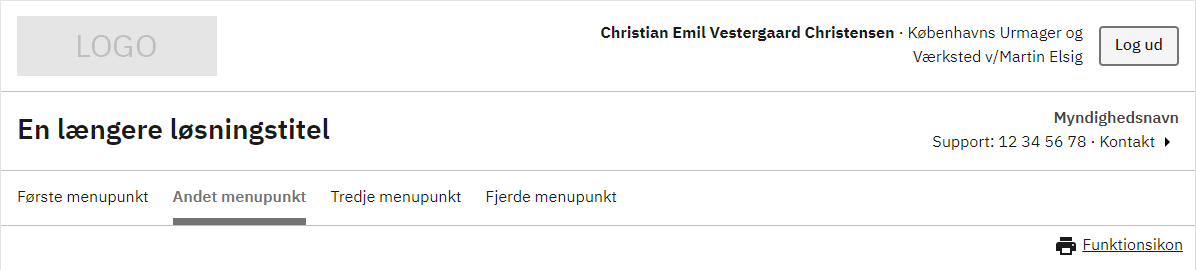 LOGO
Christian Emil Vestergaard Christensen · Københavns Urmager og
Værksted v/Martin Elsig
Log ud
En længere løsningstitel
Myndighedsnavn
Support: 12 34 56 78 · Kontakt
Første menupunkt Andet menupunkt Tredje menupunkt Fjerde menupunkt
Funktionsikon